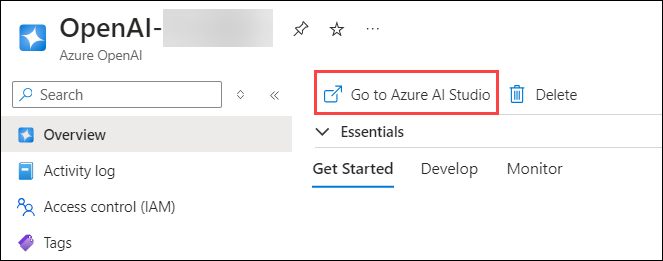 OpenAI-
Azure OpenAI
Search
Go to Azure AI Studio
Delete
Overview
Essentials
Activity log
Get Started
Develop
Monitor
Access control (IAM)
Tags